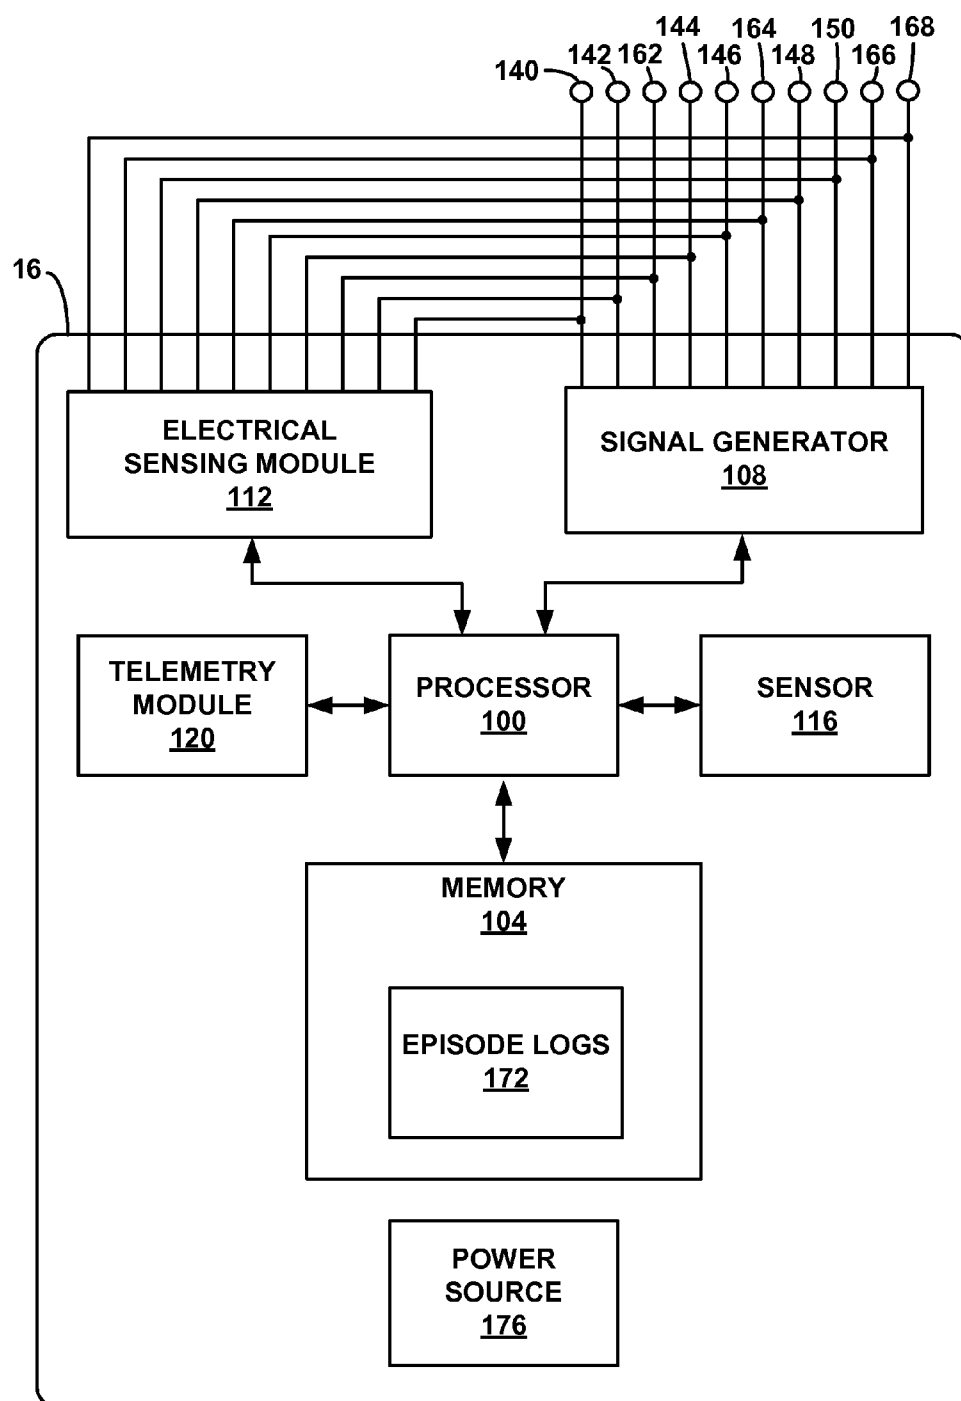 144 164 150 168
140 142 162 146 148 166
16
ELECTRICAL
SENSING MODULE
112
SIGNAL GENERATOR
108
TELEMETRY
MODULE
120
PROCESSOR
100
SENSOR
116
MEMORY
104
EPISODE LOGS
172
POWER
SOURCE
176